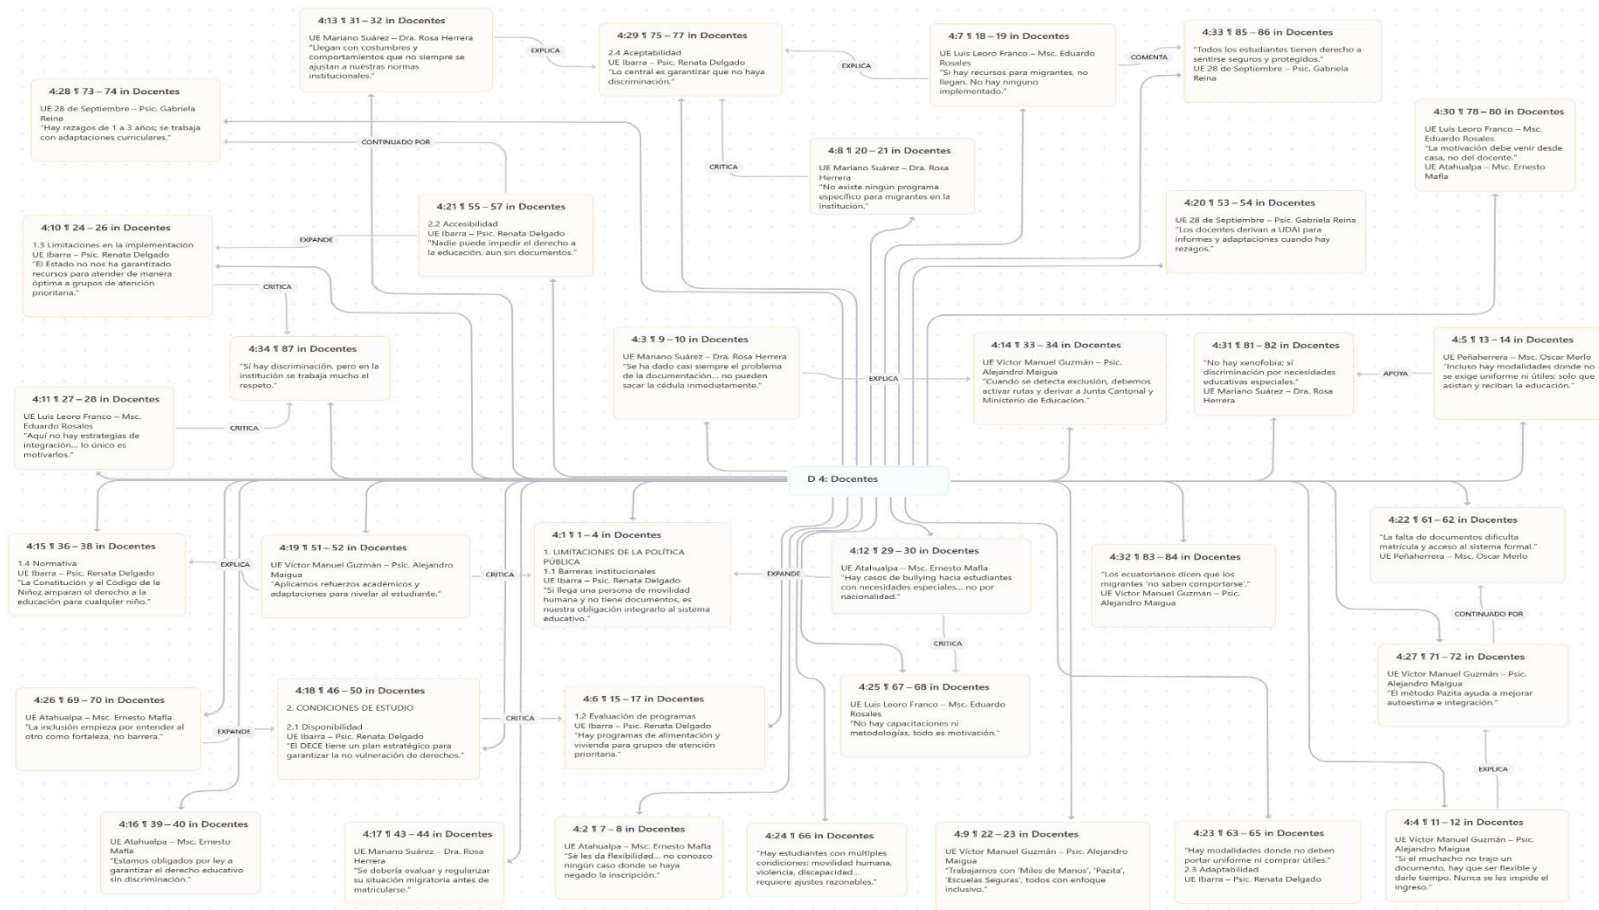 4:13 ¶ 31 – 32 in Docentes
UE Mariano Suárez – Dra. Rosa Herrera
"Llegan con costumbres y
comportamientos que no siempre se
ajustan a nuestras normas
institucionales."
EXPLICA
4:29 ¶ 75 – 77 in Docentes
2.4 Aceptabilidad
UE Ibarra – Psic. Renata Delgado
"Lo central es garantizar que no haya
discriminación."
EXPLICA
4:7 ¶ 18 – 19 in Docentes
UE Luis Leoro Franco – Msc. Eduardo
Rosales
"Si hay recursos para migrantes, no
llegan. No hay ninguno
implementado."
COMENTA
4:33 ¶ 85 – 86 in Docentes
"Todos los estudiantes tienen derecho a
sentirse seguros y protegidos."
UE 28 de Septiembre – Psic. Gabriela
Reina
4:28 ¶ 73 – 74 in Docentes
UE 28 de Septiembre – Psic. Gabriela
Reina
"Hay rezagos de 1 a 3 años; se trabaja
con adaptaciones curriculares."
CONTINUADO POR
CRITICA
4:8 ¶ 20 – 21 in Docentes
UE Mariano Suárez – Dra. Rosa
Herrera
"No existe ningún programa
específico para migrantes en la
institución."
4:30 ¶ 78 – 80 in Docentes
UE Luis Leoro Franco – Msc.
Eduardo Rosales
"La motivación debe venir desde
casa, no del docente."
UE Atahualpa – Msc. Ernesto
Mafla
4:21 ¶ 55 – 57 in Docentes
2.2 Accesibilidad
UE Ibarra – Psic. Renata Delgado
"Nadie puede impedir el derecho a
la educación, aun sin documentos."
4:20 ¶ 53 – 54 in Docentes
UE 28 de Septiembre – Psic. Gabriela Reina
"Los docentes derivan a UDAI para
informes y adaptaciones cuando hay
rezagos."
4:10 ¶ 24 – 26 in Docentes
1.3 Limitaciones en la implementación
UE Ibarra – Psic. Renata Delgado
"El Estado no nos ha garantizado
recursos para atender de manera
óptima a grupos de atención
prioritaria."
EXPANDE
CRITICA
4:34 ¶ 87 in Docentes
"Sí hay discriminación, pero en la
institución se trabaja mucho el
respeto."
4:3 ¶ 9 – 10 in Docentes
UE Mariano Suárez – Dra. Rosa Herrera
"Se ha dado casi siempre el problema
de la documentación... no pueden
sacar la cédula inmediatamente."
EXPLICA
4:14 ¶ 33 – 34 in Docentes
UE Víctor Manuel Guzmán – Psic.
Alejandro Maigua
"Cuando se detecta exclusión, debemos
activar rutas y derivar a Junta Cantonal y
Ministerio de Educación."
4:31 ¶ 81 – 82 in Docentes
"No hay xenofobia; sí
discriminación por necesidades
educativas especiales."
UE Mariano Suárez – Dra. Rosa
Herrera
APOYA
4:5 ¶ 13 – 14 in Docentes
UE Peñaherrera – Msc. Oscar Merlo
"Incluso hay modalidades donde no
se exige uniforme ni útiles; solo que
asistan y reciban la educación."
4:11 ¶ 27 – 28 in Docentes
UE Luis Leoro Franco – Msc.
Eduardo Rosales
"Aquí no hay estrategias de
integración... lo único es
motivarlos."
CRITICA
D 4: Docentes
4:15 ¶ 36 – 38 in Docentes
1.4 Normativa
UE Ibarra – Psic. Renata Delgado
"La Constitución y el Código de la
Niñez amparan el derecho a la
educación para cualquier niño."
EXPLICA
4:19 ¶ 51 – 52 in Docentes
UE Víctor Manuel Guzmán – Psic. Alejandro
Maigua
"Aplicamos refuerzos académicos y
adaptaciones para nivelar al estudiante."
CRITICA
4:1 ¶ 1 – 4 in Docentes
1. LIMITACIONES DE LA POLÍTICA
PÚBLICA
1.1 Barreras institucionales
UE Ibarra – Psic. Renata Delgado
"Si llega una persona de movilidad
humana y no tiene documentos, es
nuestra obligación integrarlo al sistema
educativo."
EXPANDE
4:12 ¶ 29 – 30 in Docentes
UE Atahualpa – Msc. Ernesto Mafla
"Hay casos de bullying hacia estudiantes
con necesidades especiales... no por
nacionalidad."
CRITICA
4:32 ¶ 83 – 84 in Docentes
"Los ecuatorianos dicen que los
migrantes 'no saben comportarse'."
UE Víctor Manuel Guzmán – Psic.
Alejandro Maigua
4:22 ¶ 61 – 62 in Docentes
"La falta de documentos dificulta
matrícula y acceso al sistema formal."
UE Peñaherrera – Msc. Oscar Merlo
CONTINUADO POR
4:27 ¶ 71 – 72 in Docentes
UE Víctor Manuel Guzmán – Psic.
Alejandro Maigua
"El método Pazita ayuda a mejorar
autoestima e integración."
4:26 ¶ 69 – 70 in Docentes
UE Atahualpa – Msc. Ernesto Mafla
"La inclusión empieza por entender al
otro como fortaleza, no barrera."
EXPANDE
4:18 ¶ 46 – 50 in Docentes
2. CONDICIONES DE ESTUDIO
2.1 Disponibilidad
UE Ibarra – Psic. Renata Delgado
"El DECE tiene un plan estratégico para
garantizar la no vulneración de derechos."
CRITICA
4:6 ¶ 15 – 17 in Docentes
1.2 Evaluación de programas
UE Ibarra – Psic. Renata Delgado
"Hay programas de alimentación y
vivienda para grupos de atención
prioritaria."
4:25 ¶ 67 – 68 in Docentes
UE Luis Leoro Franco – Msc. Eduardo
Rosales
"No hay capacitaciones ni
metodologías, todo es motivación."
EXPLICA
4:16 ¶ 39 – 40 in Docentes
UE Atahualpa – Msc. Ernesto
Mafla
"Estamos obligados por ley a
garantizar el derecho educativo
sin discriminación."
4:17 ¶ 43 – 44 in Docentes
UE Mariano Suárez – Dra. Rosa
Herrera
"Se debería evaluar y regularizar
su situación migratoria antes de
matricularse."
4:2 ¶ 7 – 8 in Docentes
UE Atahualpa – Msc. Ernesto Mafla
"Se les da flexibilidad... no conozco
ningún caso donde se haya
negado la inscripción."
4:24 ¶ 66 in Docentes
"Hay estudiantes con múltiples
condiciones: movilidad humana,
violencia, discapacidad...
requiere ajustes razonables."
4:9 ¶ 22 – 23 in Docentes
UE Víctor Manuel Guzmán – Psic. Alejandro
Maigua
"Trabajamos con 'Miles de Manos', 'Pazita',
'Escuelas Seguras', todos con enfoque
inclusivo."
4:23 ¶ 63 – 65 in Docentes
"Hay modalidades donde no deben
portar uniforme ni comprar útiles."
2.3 Adaptabilidad
UE Ibarra – Psic. Renata Delgado
4:4 ¶ 11 – 12 in Docentes
UE Víctor Manuel Guzmán – Psic.
Alejandro Maigua
"Si el muchacho no trajo un
documento, hay que ser flexible y
darle tiempo. Nunca se les impide el
ingreso."